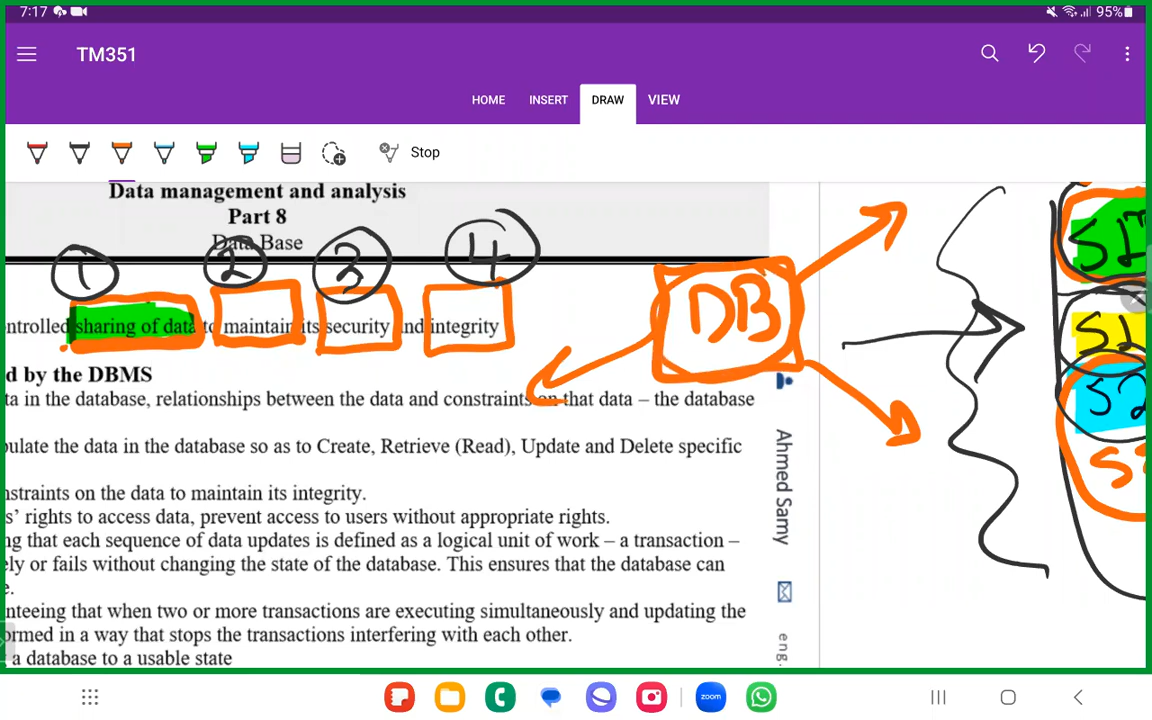 7:17 95%
TM351
HOME INSERT DRAW VIEW
Stop
Data management and analysis
Part 8
Data Base
1 2 3 4
ntrolled sharing of data to maintain its security and integrity
DB
S1
S2
d by the DBMS
ta in the database, relationships between the data and constraints on that data – the database
pulate the data in the database so as to Create, Retrieve (Read), Update and Delete specific
nstraints on the data to maintain its integrity.
s’ rights to access data, prevent access to users without appropriate rights.
ng that each sequence of data updates is defined as a logical unit of work – a transaction –
ely or fails without changing the state of the database. This ensures that the database can
e.
nteeing that when two or more transactions are executing simultaneously and updating the
ormed in a way that stops the transactions interfering with each other.
a database to a usable state
Ahmed Samy
eng.
zoom